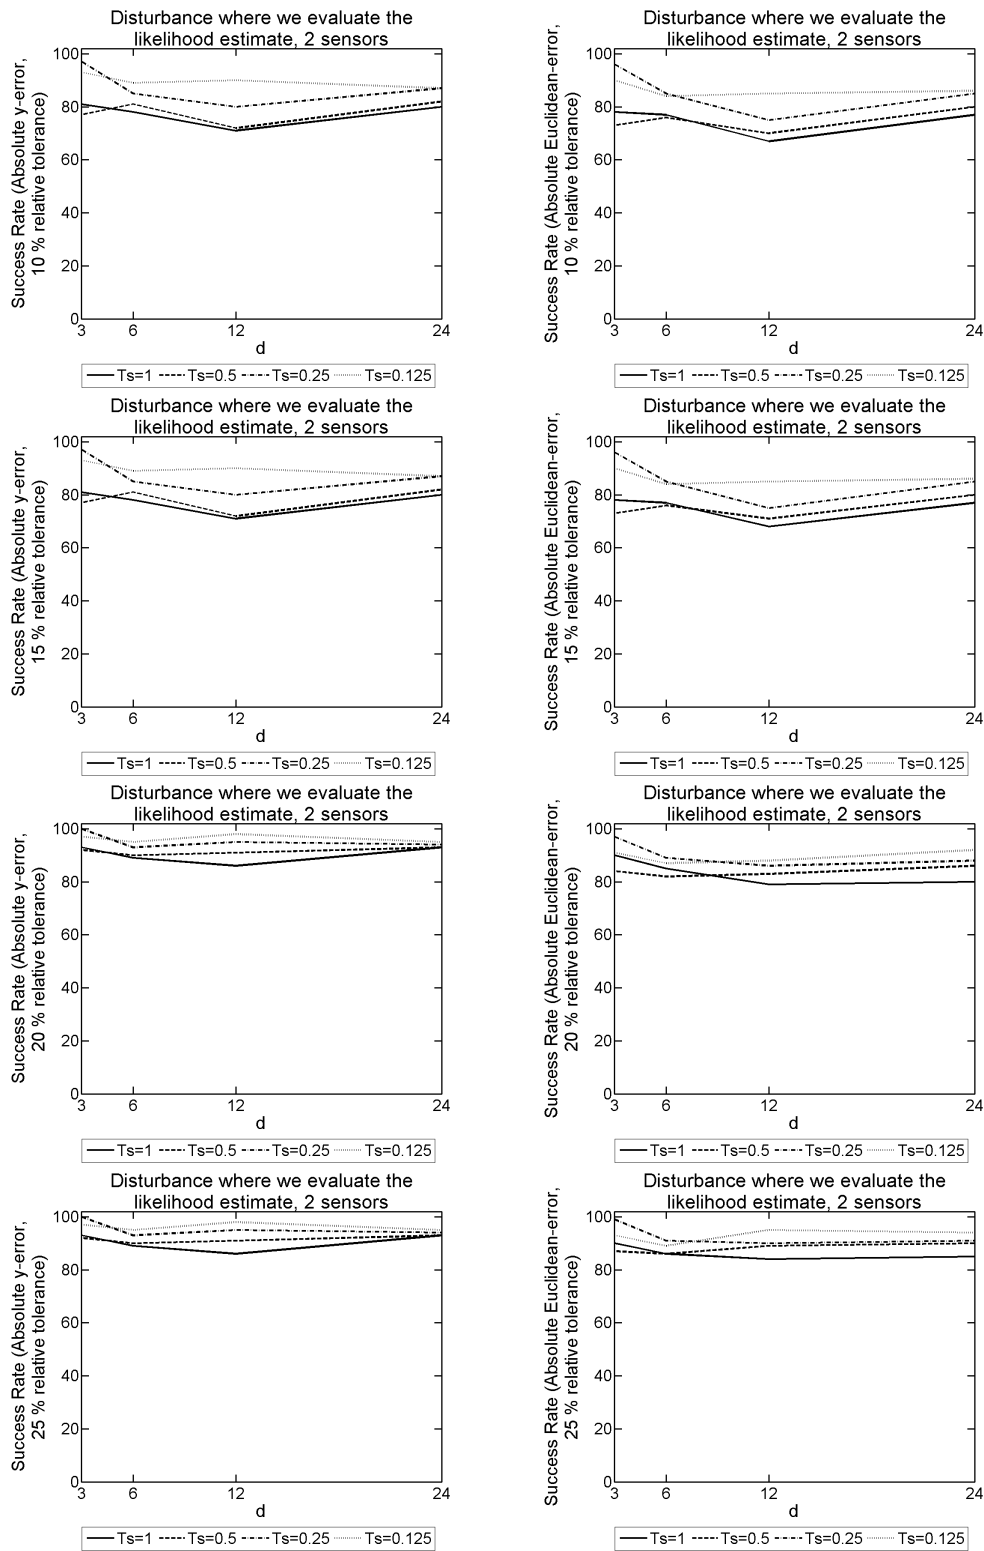 Disturbance where we evaluate the
likelihood estimate, 2 sensors
Success Rate (Absolute y-error,
10 % relative tolerance)
100
80
60
40
20
0
3 6 12 24
d
Ts=1 Ts=0.5 Ts=0.25 Ts=0.125
Disturbance where we evaluate the
likelihood estimate, 2 sensors
Success Rate (Absolute Euclidean-error,
10 % relative tolerance)
100
80
60
40
20
0
3 6 12 24
d
Ts=1 Ts=0.5 Ts=0.25 Ts=0.125
Disturbance where we evaluate the
likelihood estimate, 2 sensors
Success Rate (Absolute y-error,
15 % relative tolerance)
100
80
60
40
20
0
3 6 12 24
d
Ts=1 Ts=0.5 Ts=0.25 Ts=0.125
Disturbance where we evaluate the
likelihood estimate, 2 sensors
Success Rate (Absolute Euclidean-error,
15 % relative tolerance)
100
80
60
40
20
0
3 6 12 24
d
Ts=1 Ts=0.5 Ts=0.25 Ts=0.125
Disturbance where we evaluate the
likelihood estimate, 2 sensors
Success Rate (Absolute y-error,
20 % relative tolerance)
100
80
60
40
20
0
3 6 12 24
d
Ts=1 Ts=0.5 Ts=0.25 Ts=0.125
Disturbance where we evaluate the
likelihood estimate, 2 sensors
Success Rate (Absolute Euclidean-error,
20 % relative tolerance)
100
80
60
40
20
0
3 6 12 24
d
Ts=1 Ts=0.5 Ts=0.25 Ts=0.125
Disturbance where we evaluate the
likelihood estimate, 2 sensors
Success Rate (Absolute y-error,
25 % relative tolerance)
100
80
60
40
20
0
3 6 12 24
d
Ts=1 Ts=0.5 Ts=0.25 Ts=0.125
Disturbance where we evaluate the
likelihood estimate, 2 sensors
Success Rate (Absolute Euclidean-error,
25 % relative tolerance)
100
80
60
40
20
0
3 6 12 24
d
Ts=1 Ts=0.5 Ts=0.25 Ts=0.125